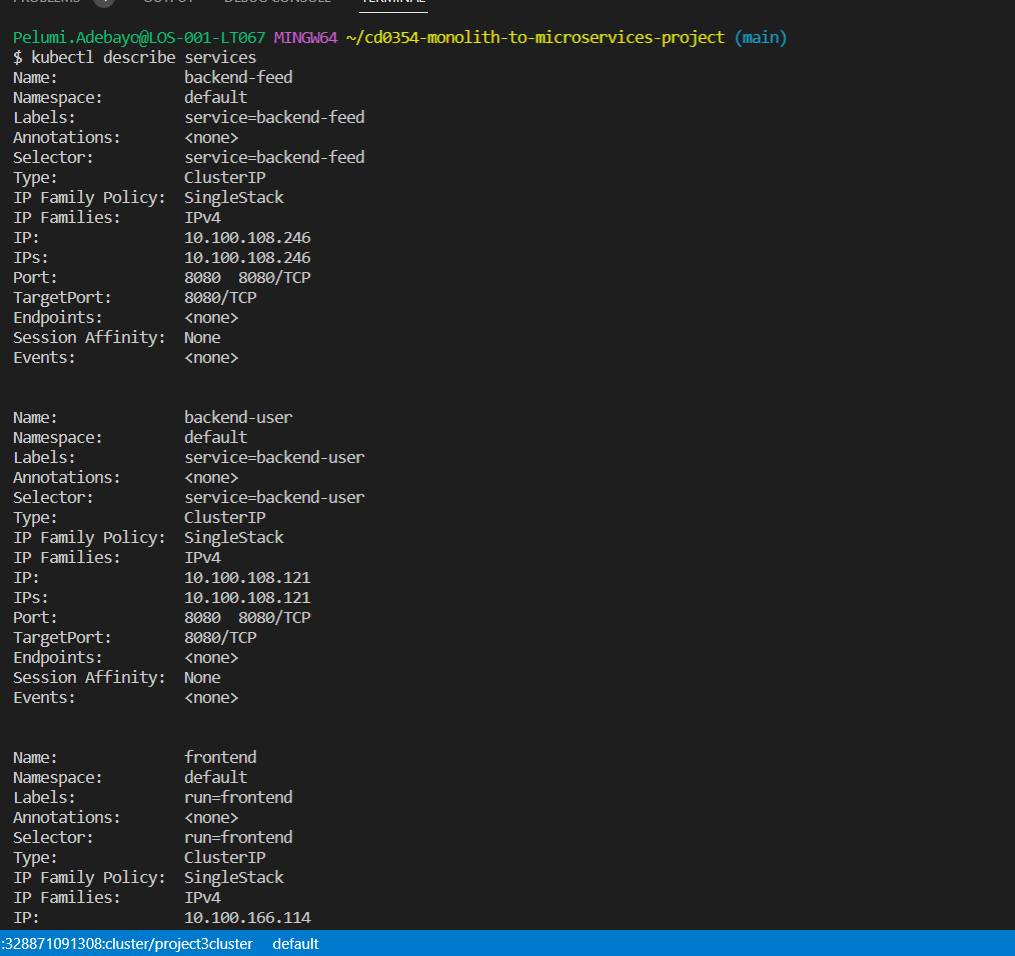 PROBLEMS OUTPUT DEBUG CONSOLE TERMINAL
Pelumi.Adebayo@LOS-001-LT067 MINGW64 ~/cd0354-monolith-to-microservices-project (main)
$ kubectl describe services
Name:              backend-feed
Namespace:         default
Labels:            service=backend-feed
Annotations:       <none>
Selector:          service=backend-feed
Type:              ClusterIP
IP Family Policy:  SingleStack
IP Families:       IPv4
IP:                10.100.108.246
IPs:               10.100.108.246
Port:              8080  8080/TCP
TargetPort:        8080/TCP
Endpoints:         <none>
Session Affinity:  None
Events:            <none>
Name:              backend-user
Namespace:         default
Labels:            service=backend-user
Annotations:       <none>
Selector:          service=backend-user
Type:              ClusterIP
IP Family Policy:  SingleStack
IP Families:       IPv4
IP:                10.100.108.121
IPs:               10.100.108.121
Port:              8080  8080/TCP
TargetPort:        8080/TCP
Endpoints:         <none>
Session Affinity:  None
Events:            <none>
Name:              frontend
Namespace:         default
Labels:            run=frontend
Annotations:       <none>
Selector:          run=frontend
Type:              ClusterIP
IP Family Policy:  SingleStack
IP Families:       IPv4
IP:                10.100.166.114
:328871091308:cluster/project3cluster default